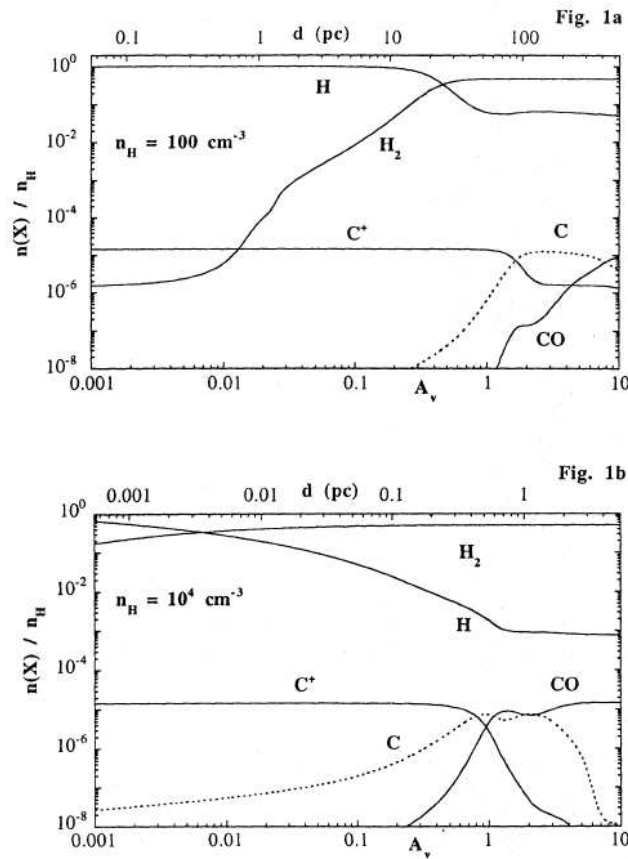 Fig. 1a
d (pc)
0.1 1 10 100
10^0
H
n_H = 100 cm^-3
H_2
10^-2
n(X) / n_H
10^-4
C^+
C
10^-6
CO
10^-8
0.001 0.01 0.1 1 10
A_v
Fig. 1b
d (pc)
0.001 0.01 0.1 1
10^0
H_2
10^-2
n_H = 10^4 cm^-3
H
n(X) / n_H
10^-4
C^+
CO
10^-6
C
10^-8
0.001 0.01 0.1 1 10
A_v